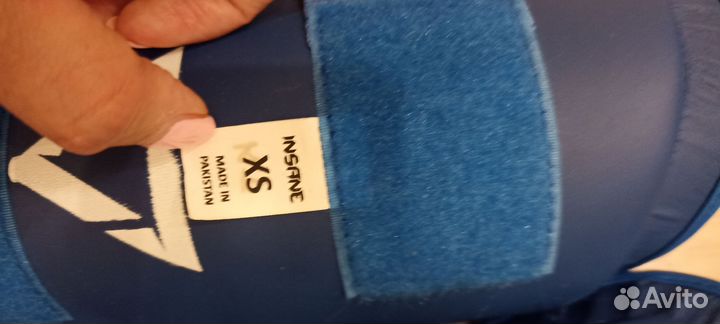 INSANE
XS
MADE IN
PAKISTAN
Avito